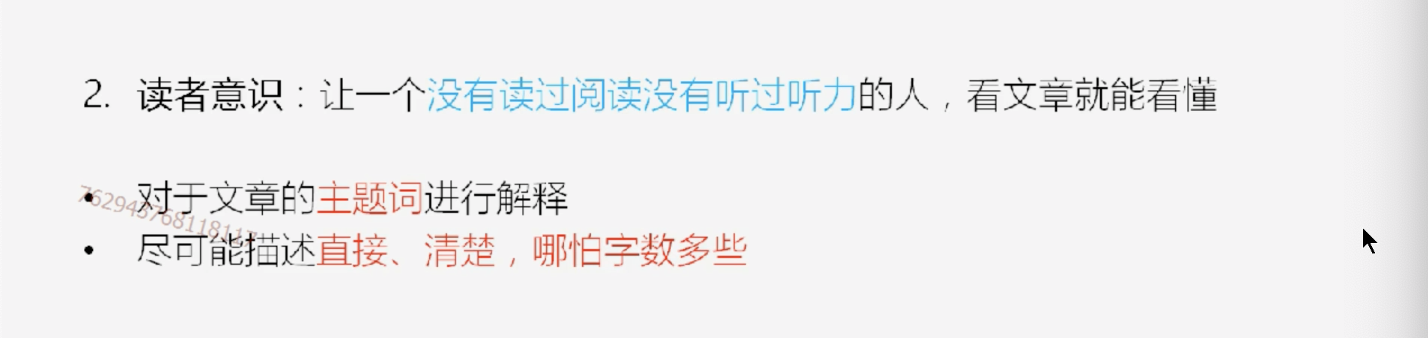 2. 读者意识：让一个没有读过阅读没有听过听力的人，看文章就能看懂
• 对于文章的主题词进行解释
• 尽可能描述直接、清楚，哪怕字数多些